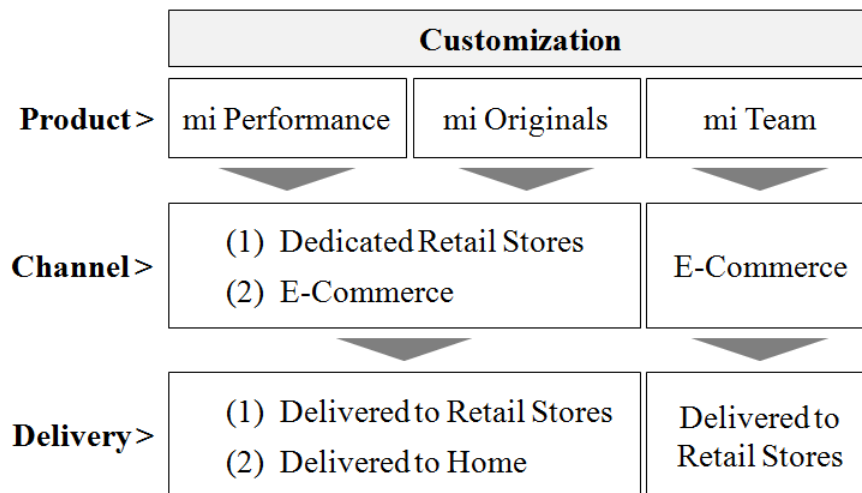 Customization
Product >
mi Performance
mi Originals
mi Team
Channel >
(1) Dedicated Retail Stores
(2) E-Commerce
E-Commerce
Delivery >
(1) Delivered to Retail Stores
(2) Delivered to Home
Delivered to
Retail Stores